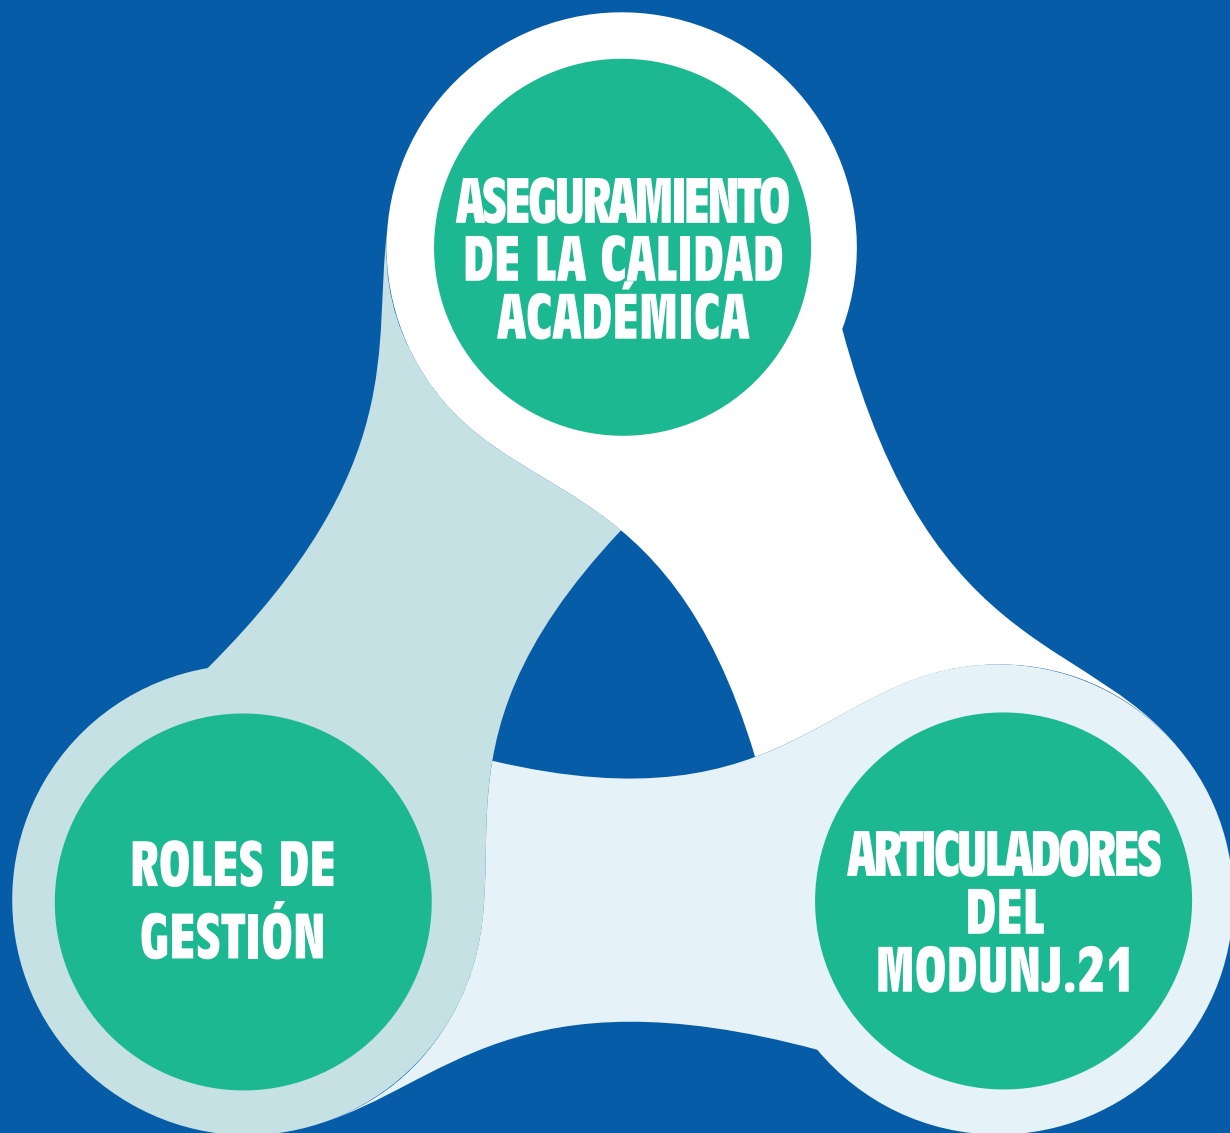 ASEGURAMIENTO
DE LA CALIDAD
ACADÉMICA
ROLES DE
GESTIÓN
ARTICULADORES
DEL
MODUNJ.21